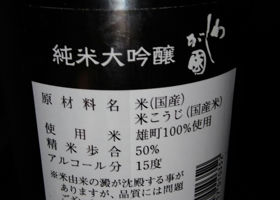 純米大吟醸
原材料名 米(国産)
米こうじ(国産米)
使用米 雄町100%使用
精米歩合 50%
アルコール分 15度
※米由来の澱が沈殿する事が
ありますが、品質には問題